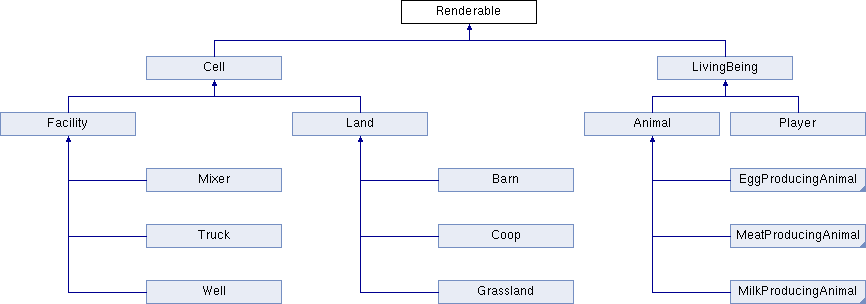 Renderable
Cell
LivingBeing
Facility
Land
Animal
Player
Mixer
Barn
EggProducingAnimal
Truck
Coop
MeatProducingAnimal
Well
Grassland
MilkProducingAnimal